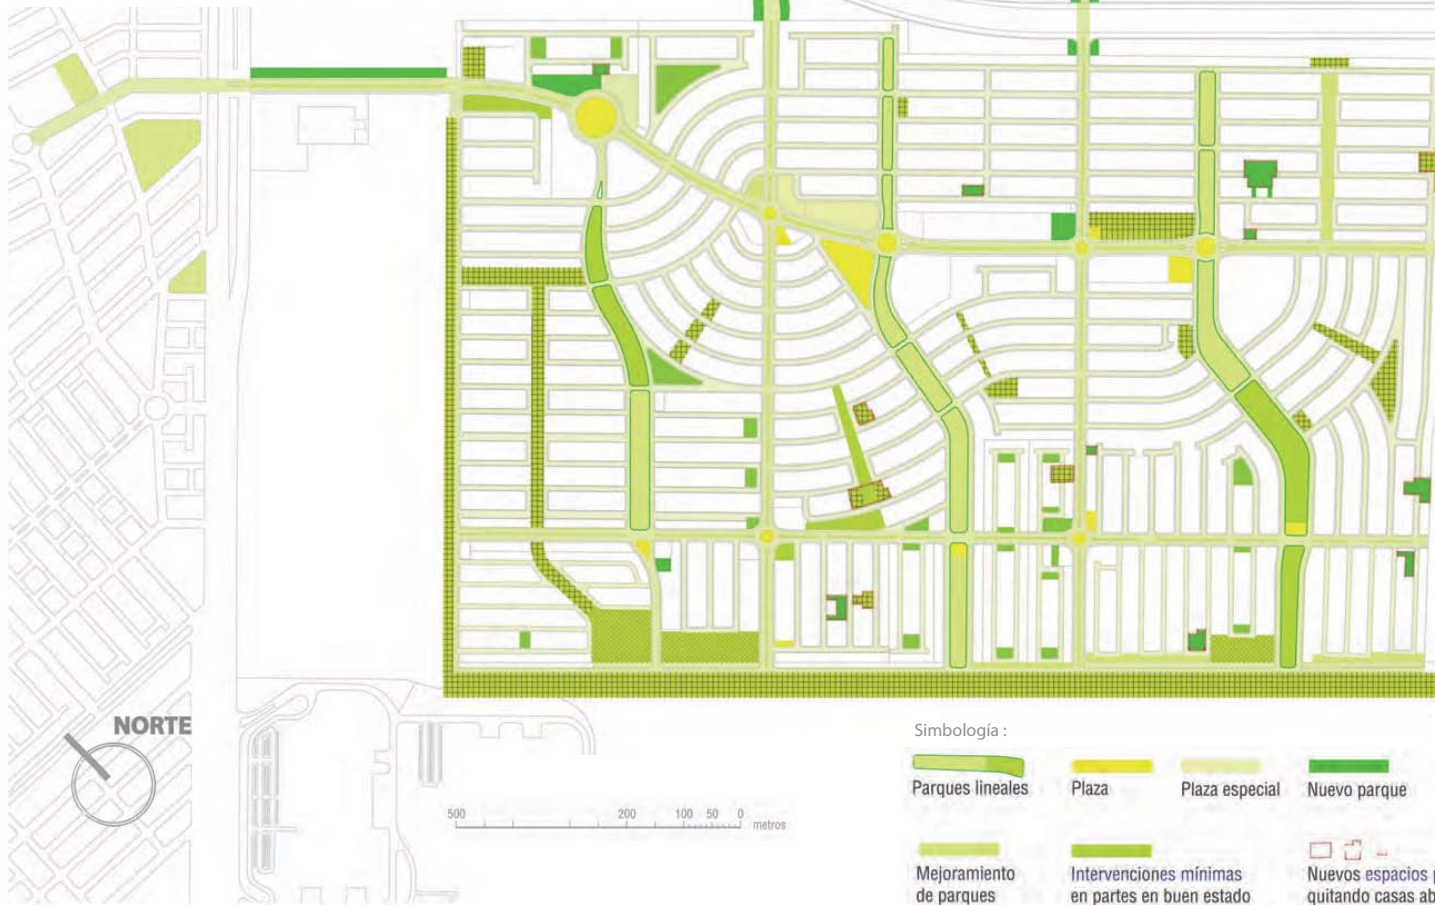 NORTE
500 200 100 50 0 metros
Simbología :
Parques lineales Plaza Plaza especial Nuevo parque
Mejoramiento Intervenciones mínimas Nuevos espacios p
de parques en partes en buen estado quitando casas ab